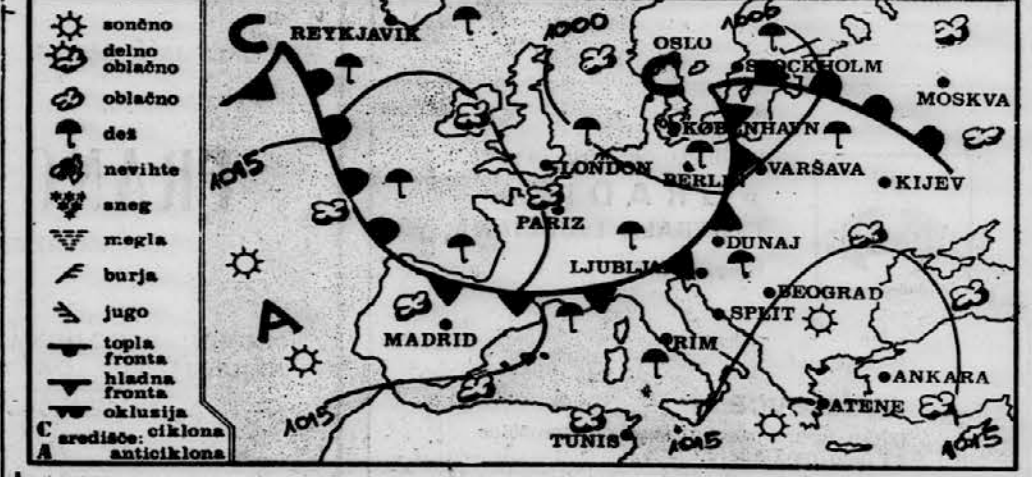 sončno
delno
oblačno
oblačno
dež
nevihte
sneg
megla
burja
jugo
topla
fronta
hladna
fronta
oklusija
C središče: ciklona
A anticiklona
C
REYKJAVIK
1000
1005
OSLO
C
STOCKHOLM
MOSKVA
KØBENHAVN
1015
LONDON
BERLIN
VARŠAVA
KIJEV
PARIZ
DUNAJ
LJUBLJANA
BEOGRAD
A
MADRID
SPLIT
RIM
ANKARA
ATENE
1015
TUNIS
1015
1015